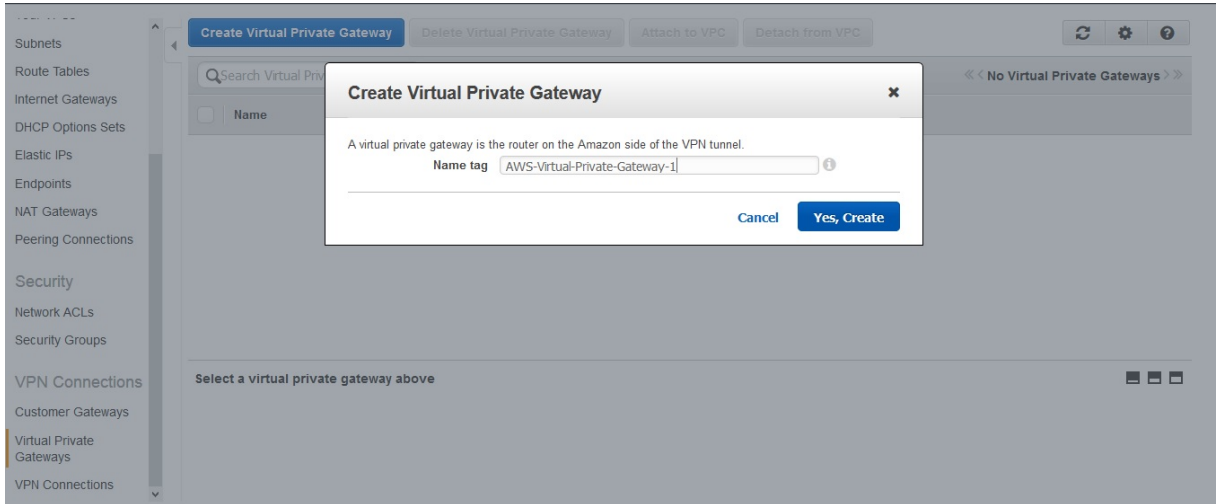 Subnets
Route Tables
Internet Gateways
DHCP Options Sets
Elastic IPs
Endpoints
NAT Gateways
Peering Connections
Security
Network ACLs
Security Groups
VPN Connections
Customer Gateways
Virtual Private
Gateways
VPN Connections
Create Virtual Private Gateway
Delete Virtual Private Gateway
Attach to VPC
Detach from VPC
Search Virtual Priv
No Virtual Private Gateways
Name
Create Virtual Private Gateway
A virtual private gateway is the router on the Amazon side of the VPN tunnel.
Name tag AWS-Virtual-Private-Gateway-1
Cancel
Yes, Create
Select a virtual private gateway above